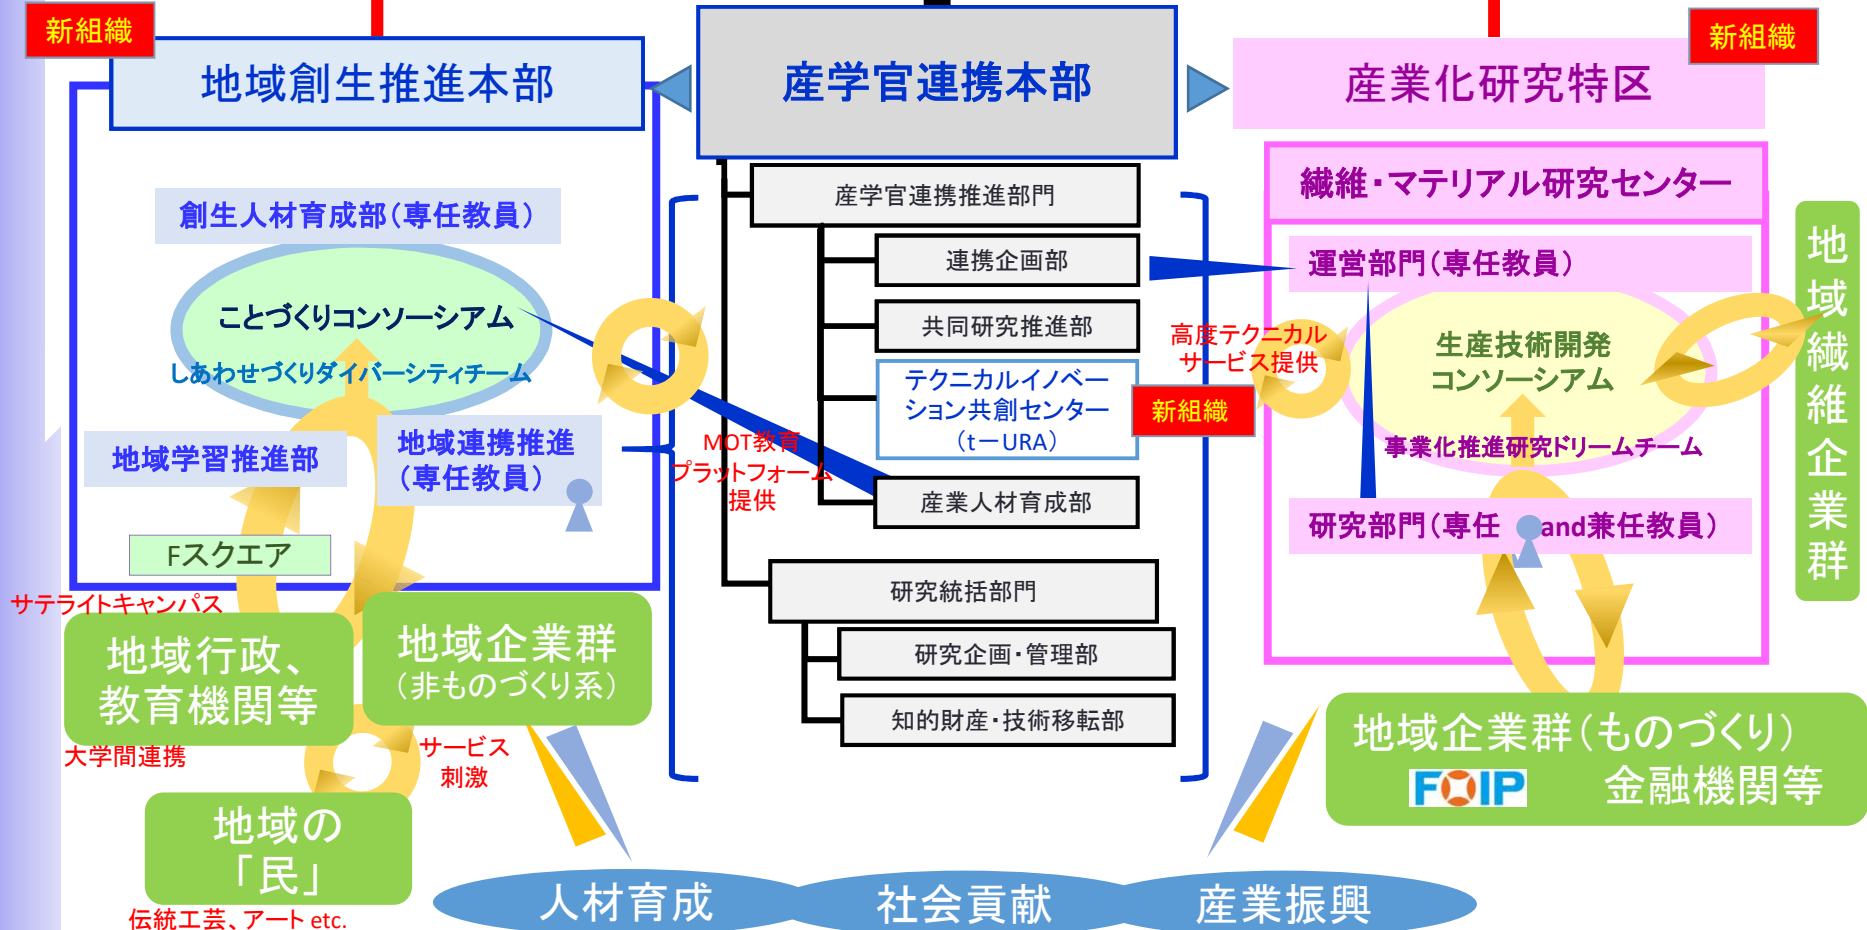 新組織
地域創生推進本部
創生人材育成部（専任教員）
ことづくりコンソーシアム
しあわせづくりダイバーシティチーム
地域学習推進部
地域連携推進
（専任教員）
Fスクエア
サテライトキャンパス
地域行政、
教育機関等
大学間連携
地域企業群
（非ものづくり系）
サービス
刺激
地域の
「民」
伝統工芸、アート etc.
産学官連携本部
産学官連携推進部門
連携企画部
共同研究推進部
テクニカルイノベー
ション共創センター
（t－URA）
新組織
MOT教育
プラットフォーム
提供
産業人材育成部
研究統括部門
研究企画・管理部
知的財産・技術移転部
新組織
産業化研究特区
繊維・マテリアル研究センター
運営部門（専任教員）
高度テクニカル
サービス提供
生産技術開発
コンソーシアム
事業化推進研究ドリームチーム
研究部門（専任 and兼任教員）
地域繊維企業群
地域企業群（ものづくり）
FOIP 金融機関等
人材育成
社会貢献
産業振興